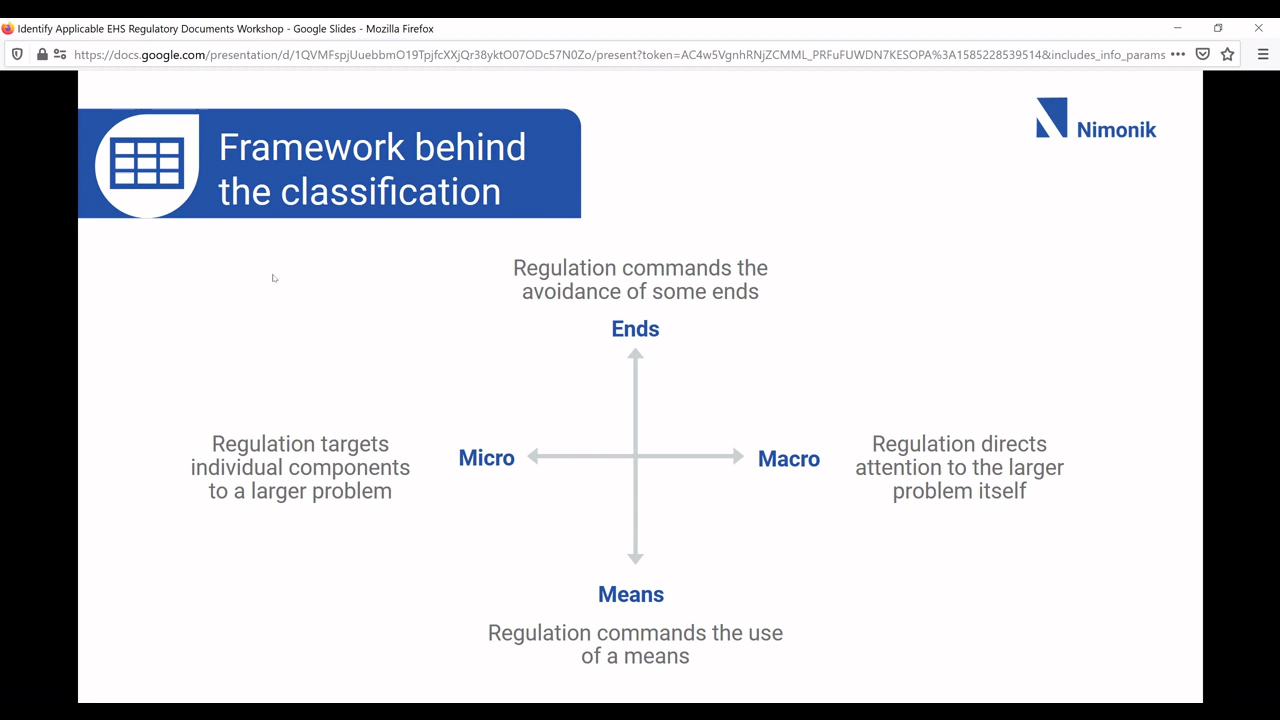 Identify Applicable EHS Regulatory Documents Workshop - Google Slides - Mozilla Firefox
https://docs.google.com/presentation/d/1QVMFspjUuebbmO19TpjfcXXjQr38yktO07ODc57N0Zo/present?token=AC4w5VgnhRNjZCMML_PRFuFUWDN7KESOPA%3A1585228539514&includes_info_params
Framework behind
the classification
Nimonik
Regulation commands the
avoidance of some ends
Ends
Regulation targets
individual components
to a larger problem
Micro
Macro
Regulation directs
attention to the larger
problem itself
Means
Regulation commands the use
of a means